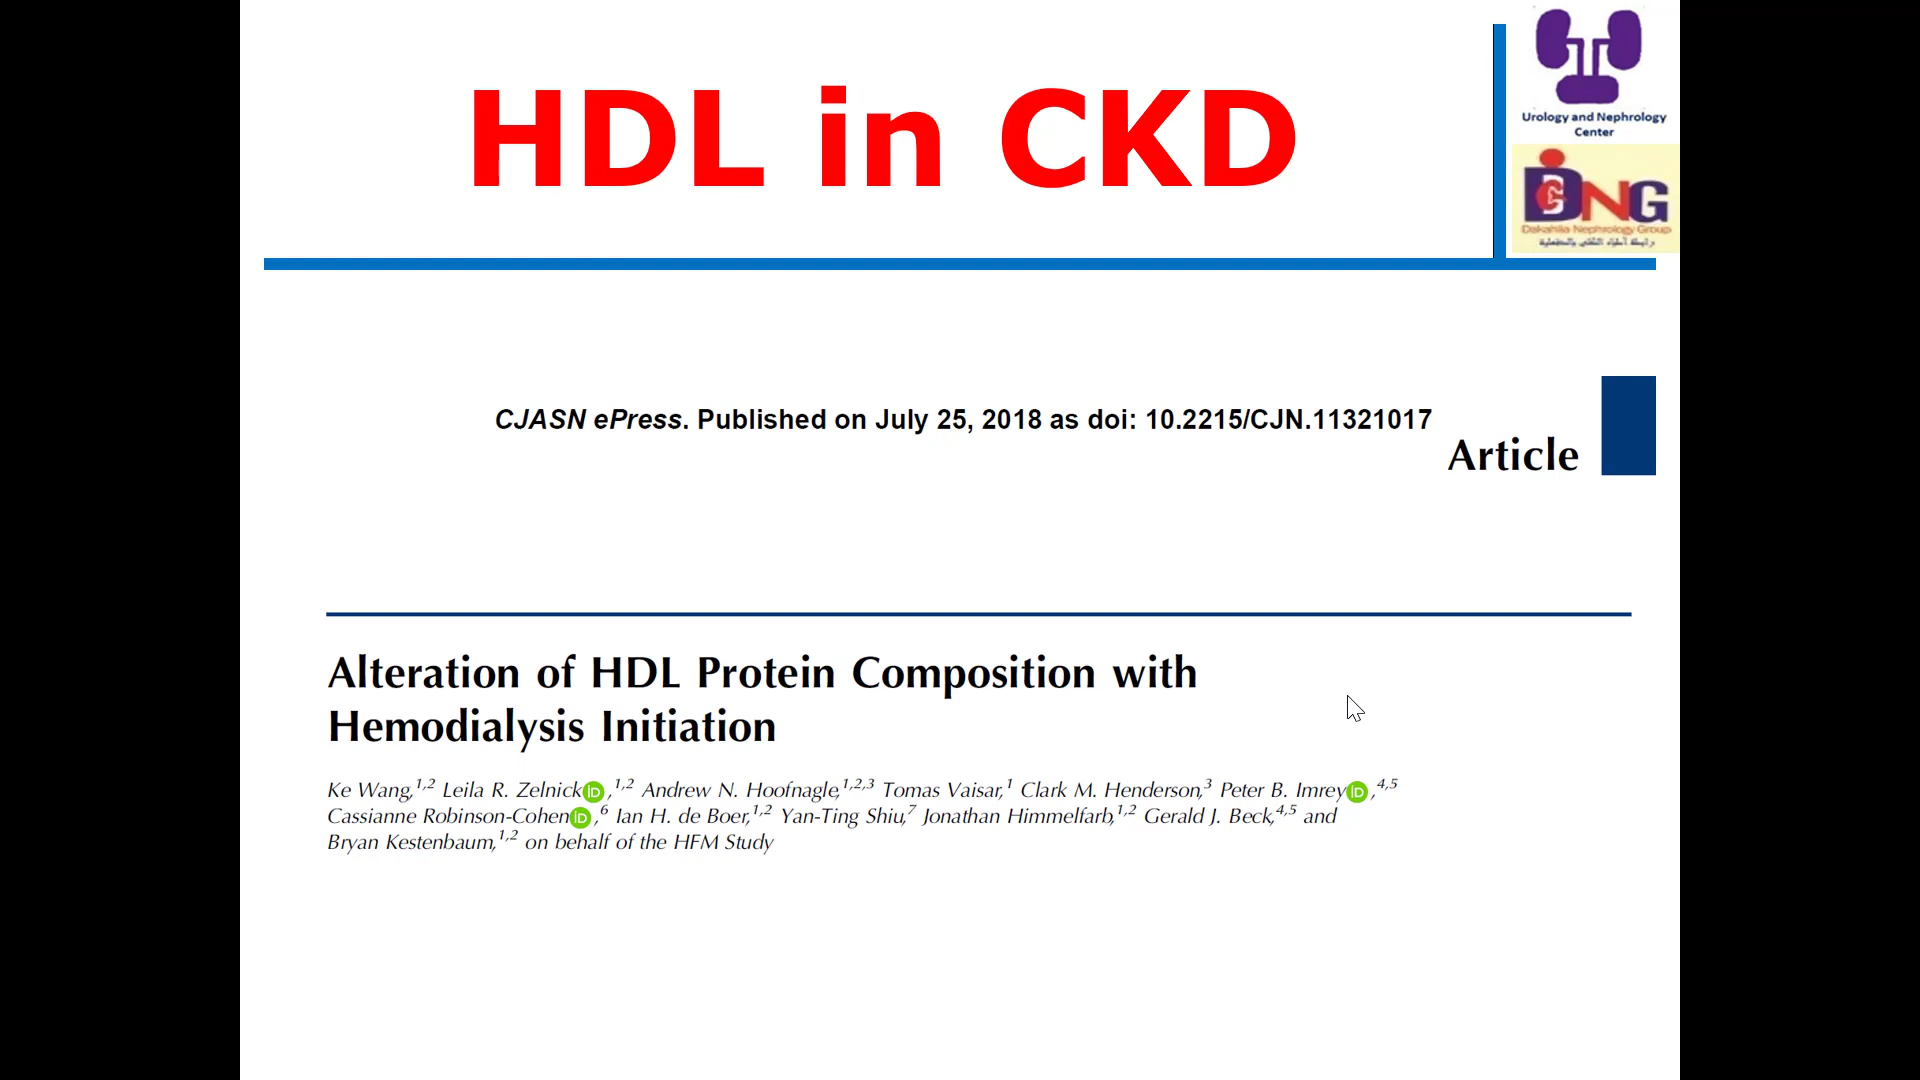 HDL in CKD
Urology and Nephrology
Center
DNG
Dakahlia Nephrology Group
CJASN ePress. Published on July 25, 2018 as doi: 10.2215/CJN.11321017
Article
Alteration of HDL Protein Composition with
Hemodialysis Initiation
Ke Wang,1,2 Leila R. Zelnick iD,1,2 Andrew N. Hoofnagle,1,2,3 Tomas Vaisar,1 Clark M. Henderson,3 Peter B. Imrey iD,4,5
Cassianne Robinson-Cohen iD,6 Ian H. de Boer,1,2 Yan-Ting Shiu,7 Jonathan Himmelfarb,1,2 Gerald J. Beck,4,5 and
Bryan Kestenbaum,1,2 on behalf of the HFM Study